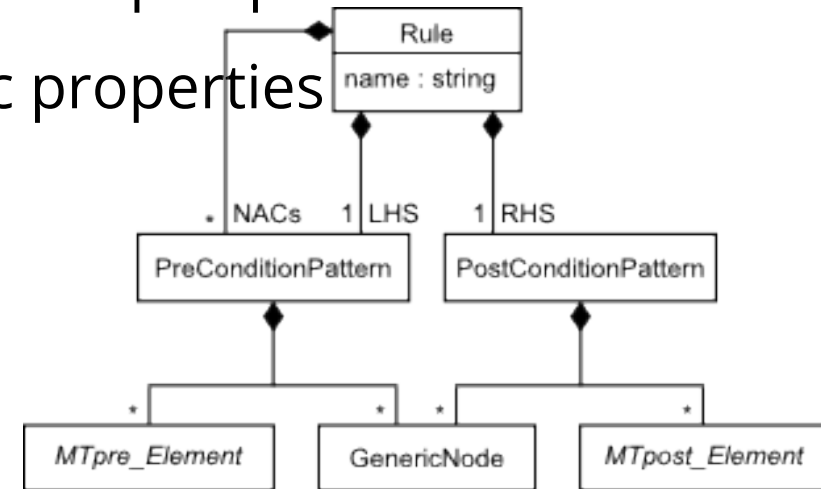 Rule
c properties
name : string
* NACs 1 LHS 1 RHS
PreConditionPattern PostConditionPattern
* * * *
MTpre_Element GenericNode MTpost_Element